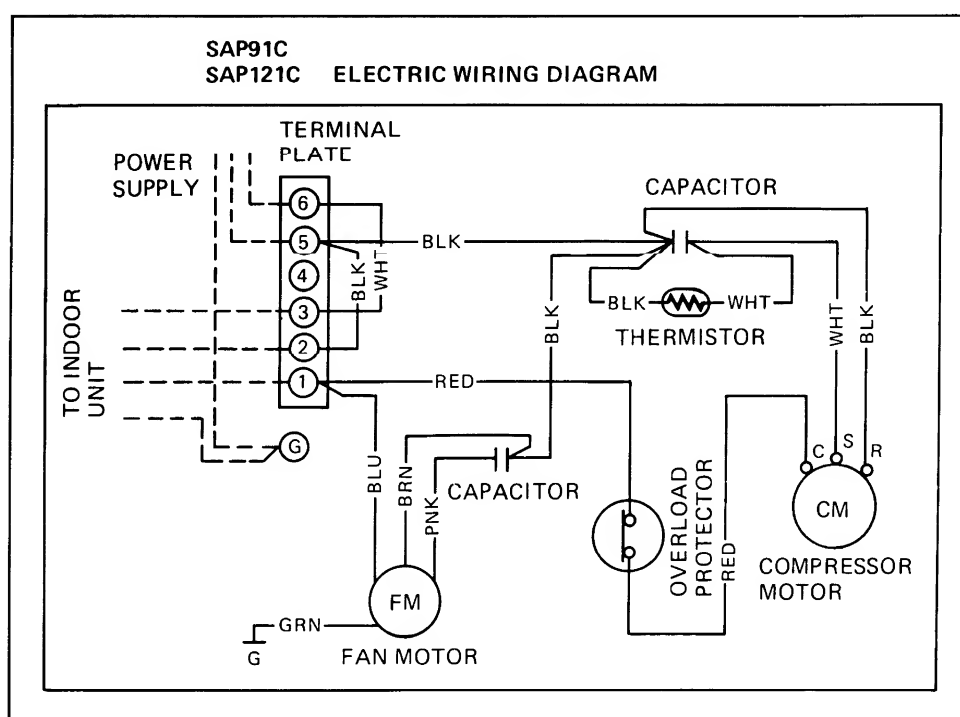 SAP91C
SAP121C ELECTRIC WIRING DIAGRAM
TERMINAL
PLATE
POWER
SUPPLY
CAPACITOR
6
5
4
3
2
1
G
BLK
WHT
BLK
BLK
WHT
THERMISTOR
BLK
WHT
BLK
TO INDOOR
UNIT
RED
BLU
BRN
PNK
CAPACITOR
OVERLOAD
PROTECTOR
RED
C
S
R
CM
COMPRESSOR
MOTOR
FM
GRN
G
FAN MOTOR